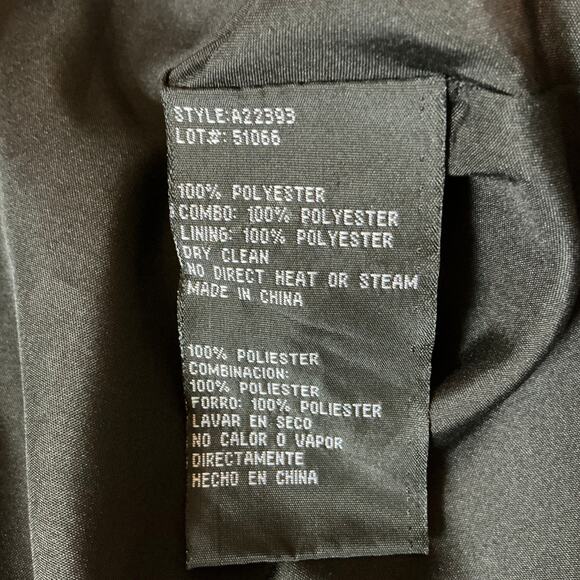 STYLE:A22393
LOT#: 51066
100% POLYESTER
COMBO: 100% POLYESTER
LINING: 100% POLYESTER
DRY CLEAN
NO DIRECT HEAT OR STEAM
MADE IN CHINA
100% POLIESTER
COMBINACION:
100% POLIESTER
FORRO: 100% POLIESTER
LAVAR EN SECO
NO CALOR O VAPOR
DIRECTAMENTE
HECHO EN CHINA